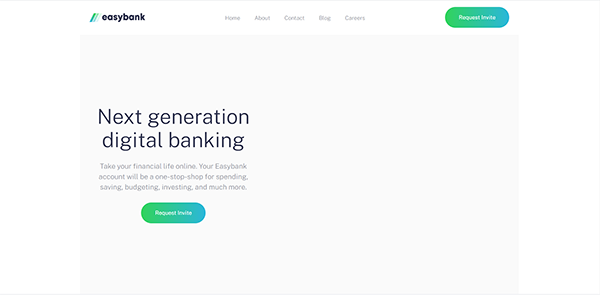 easybank
Home About Contact Blog Careers
Request Invite
Next generation
digital banking
Take your financial life online. Your Easybank
account will be a one-stop-shop for spending,
saving, budgeting, investing, and much more.
Request Invite